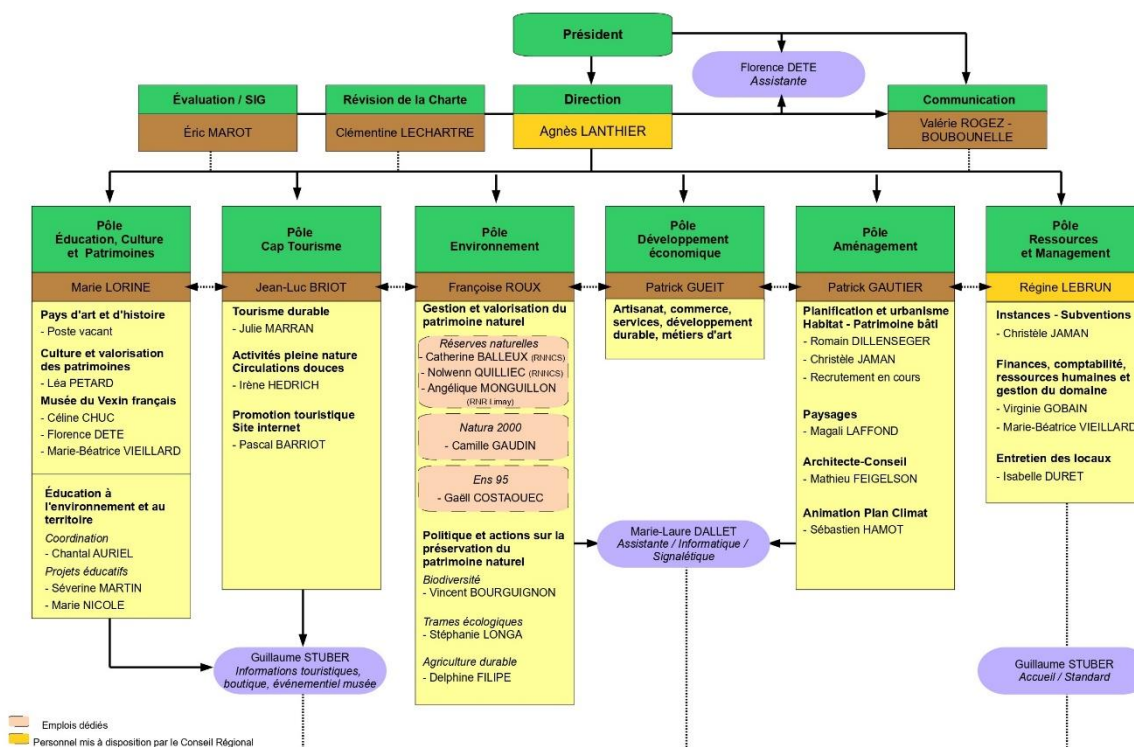 Président
Florence DETE
Assistante
Évaluation / SIG
Éric MAROT
Révision de la Charte
Clémentine LECHARTRE
Direction
Agnès LANTHIER
Communication
Valérie ROGEZ -
BOUBOUNELLE
Pôle
Éducation, Culture
et Patrimoines
Marie LORINE
Pays d'art et d'histoire
- Poste vacant
Culture et valorisation
des patrimoines
- Léa PETARD
Musée du Vexin français
- Céline CHUC
- Florence DETE
- Marie-Béatrice VIEILLARD
Éducation à
l'environnement et au
territoire
Coordination
- Chantal AURIEL
Projets éducatifs
- Séverine MARTIN
- Marie NICOLE
Pôle
Cap Tourisme
Jean-Luc BRIOT
Tourisme durable
- Julie MARRAN
Activités pleine nature
Circulations douces
- Irène HEDRICH
Promotion touristique
Site internet
- Pascal BARRIOT
Guillaume STUBER
Informations touristiques,
boutique, événementiel musée
Pôle
Environnement
Françoise ROUX
Gestion et valorisation du
patrimoine naturel
Réserves naturelles
- Catherine BALLEUX (RNNCS)
- Nolwenn QUILLIEC (RNNCS)
- Angélique MONGUILLON
(RNR Limay)
Natura 2000
- Camille GAUDIN
Ens 95
- Gaëll COSTAOUEC
Politique et actions sur la
préservation du
patrimoine naturel
Biodiversité
- Vincent BOURGUIGNON
Trames écologiques
- Stéphanie LONGA
Agriculture durable
- Delphine FILIPE
Pôle
Développement
économique
Patrick GUEIT
Artisanat, commerce,
services, développement
durable, métiers d'art
Marie-Laure DALLET
Assistante / Informatique /
Signalétique
Pôle
Aménagement
Patrick GAUTIER
Planification et urbanisme
Habitat - Patrimoine bâti
- Romain DILLENSEGER
- Christèle JAMAN
- Recrutement en cours
Paysages
- Magali LAFFOND
Architecte-Conseil
- Mathieu FEIGELSON
Animation Plan Climat
- Sébastien HAMOT
Pôle
Ressources
et Management
Régine LEBRUN
Instances - Subventions
- Christèle JAMAN
Finances, comptabilité,
ressources humaines et
gestion du domaine
- Virginie GOBAIN
- Marie-Béatrice VIEILLARD
Entretien des locaux
- Isabelle DURET
Guillaume STUBER
Accueil / Standard
Emplois dédiés
Personnel mis à disposition par le Conseil Régional